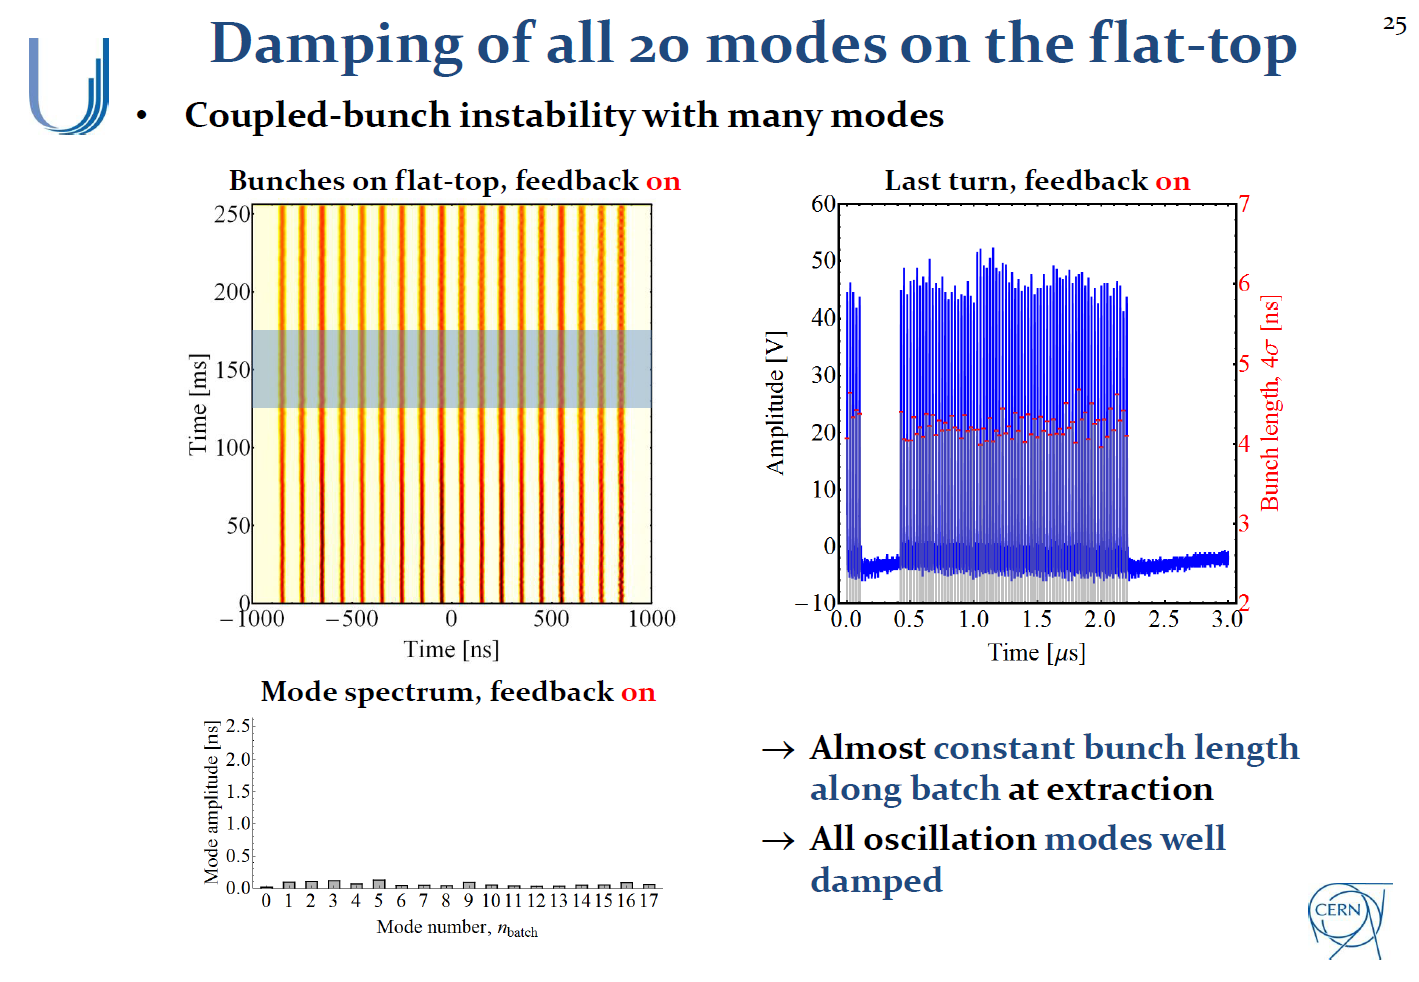 25
Damping of all 20 modes on the flat-top
• Coupled-bunch instability with many modes
Bunches on flat-top, feedback on
250
200
150
100
50
0
Time [ms]
−1000 −500 0 500 1000
Time [ns]
Last turn, feedback on
60
50
40
30
20
10
0
−10
Amplitude [V]
7
6
5
4
3
2
Bunch length, 4σ [ns]
0.0 0.5 1.0 1.5 2.0 2.5 3.0
Time [μs]
Mode spectrum, feedback on
2.5
2.0
1.5
1.0
0.5
0.0
Mode amplitude [ns]
0 1 2 3 4 5 6 7 8 9 10 11 12 13 14 15 16 17
Mode number, nbatch
→ Almost constant bunch length
along batch at extraction
→ All oscillation modes well
damped
CERN